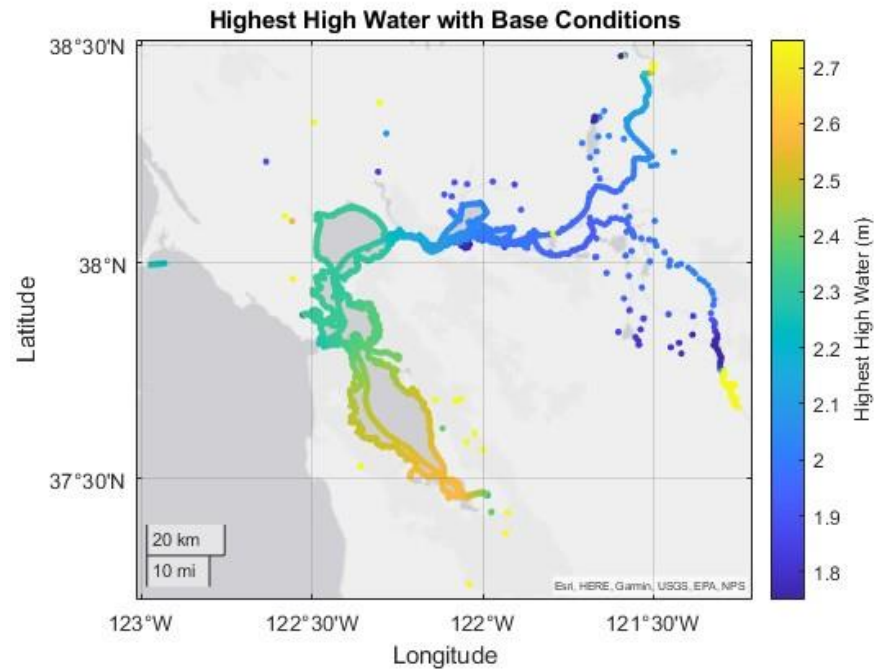 Highest High Water with Base Conditions
38°30'N
38°N
37°30'N
Latitude
20 km
10 mi
Esri, HERE, Garmin, USGS, EPA, NPS
123°W
122°30'W
122°W
121°30'W
Longitude
2.7
2.6
2.5
2.4
2.3
2.2
2.1
2
1.9
1.8
Highest High Water (m)